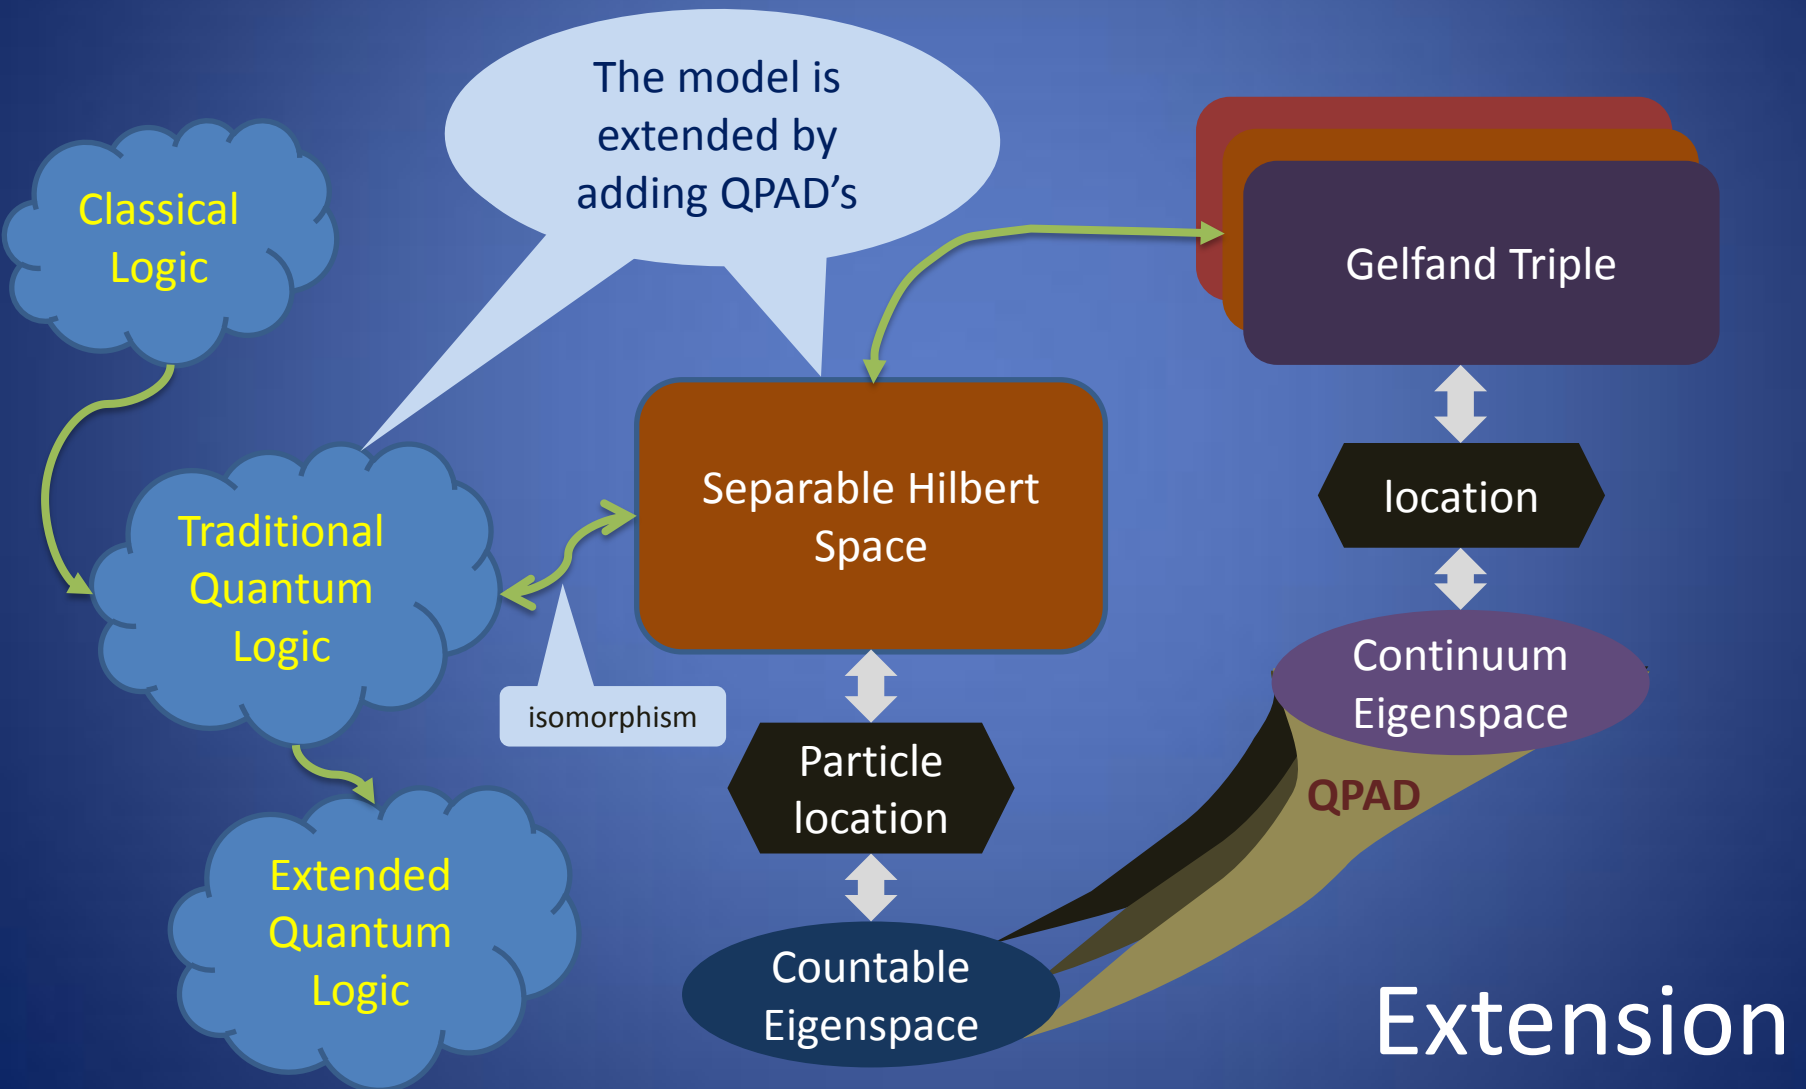 The model is
extended by
adding QPAD’s
Classical
Logic
Gelfand Triple
Separable Hilbert
Space
location
Traditional
Quantum
Logic
Continuum
Eigenspace
isomorphism
Particle
location
QPAD
Extended
Quantum
Logic
Countable
Eigenspace
Extension